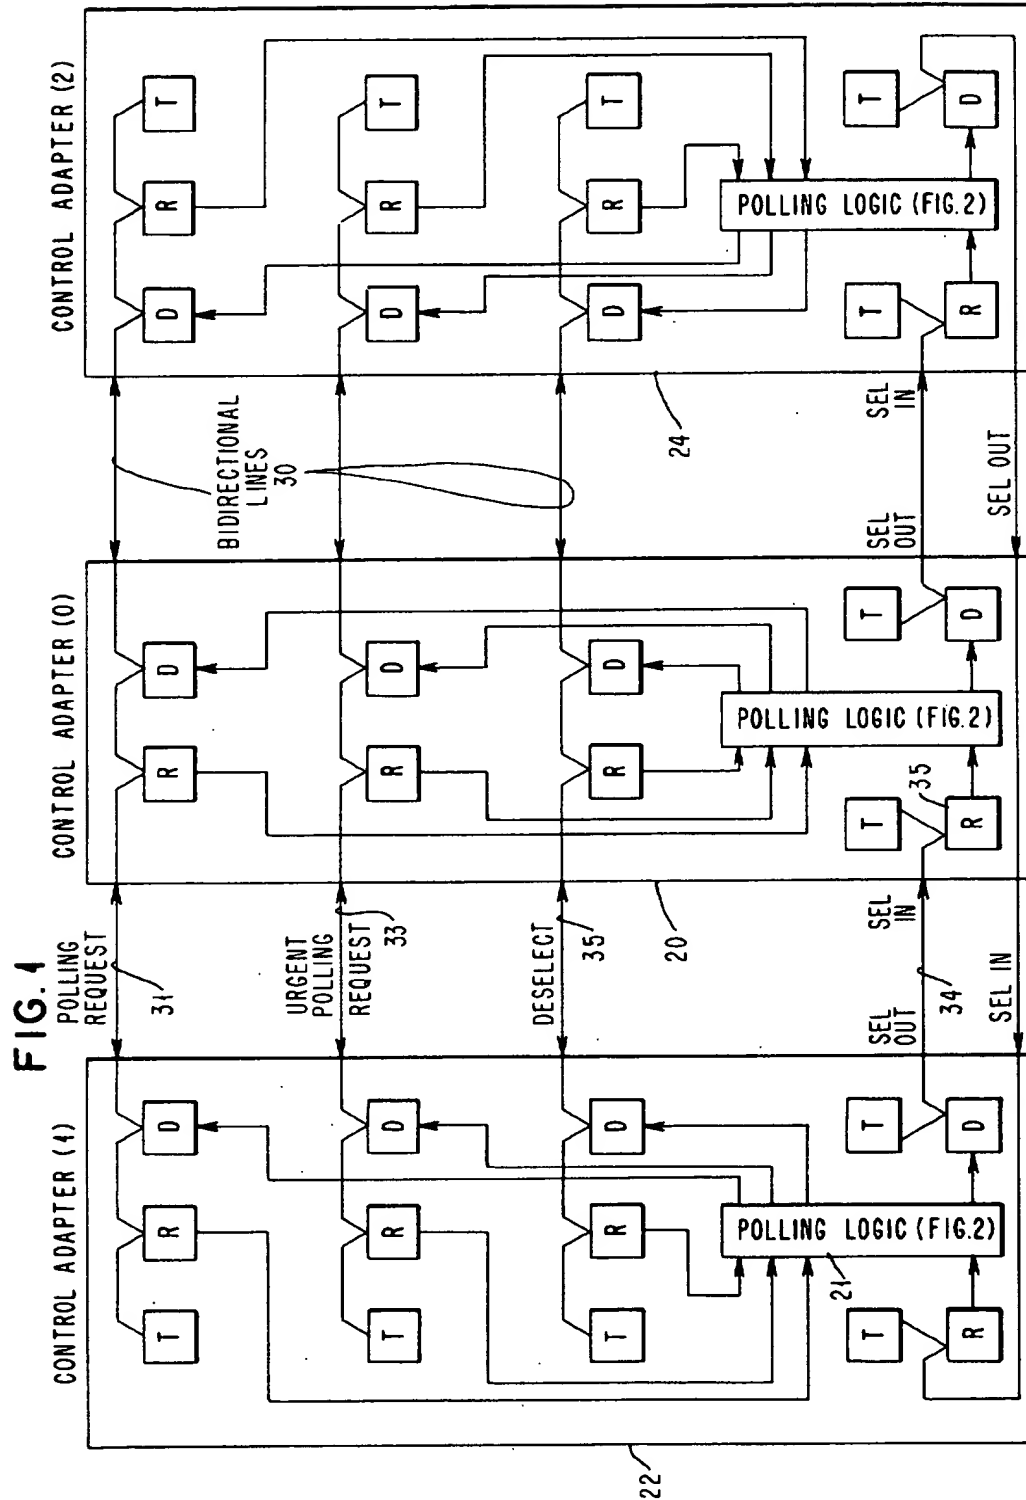 FIG. 1
CONTROL ADAPTER (1)
CONTROL ADAPTER (0)
CONTROL ADAPTER (2)
POLLING
REQUEST
31
URGENT
POLLING
REQUEST
33
DESELECT
35
BIDIRECTIONAL
LINES
30
T
R
D
R
D
D
R
T
T
R
D
R
D
D
R
T
T
R
D
R
D
D
R
T
POLLING LOGIC (FIG.2)
21
POLLING LOGIC (FIG.2)
POLLING LOGIC (FIG.2)
20
24
T
T
SEL
OUT
SEL
IN
T
35
T
SEL
OUT
SEL
IN
T
T
R
D
34
R
D
R
D
SEL IN
SEL OUT
22